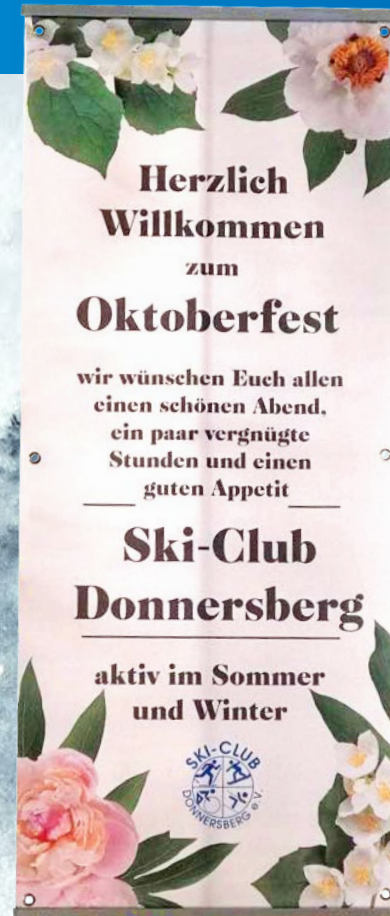 Herzlich
Willkommen
zum
Oktoberfest
wir wünschen Euch allen
einen schönen Abend,
ein paar vergnügte
Stunden und einen
guten Appetit
Ski-Club
Donnersberg
aktiv im Sommer
und Winter
SKI-CLUB
DONNERSBERG e.V.